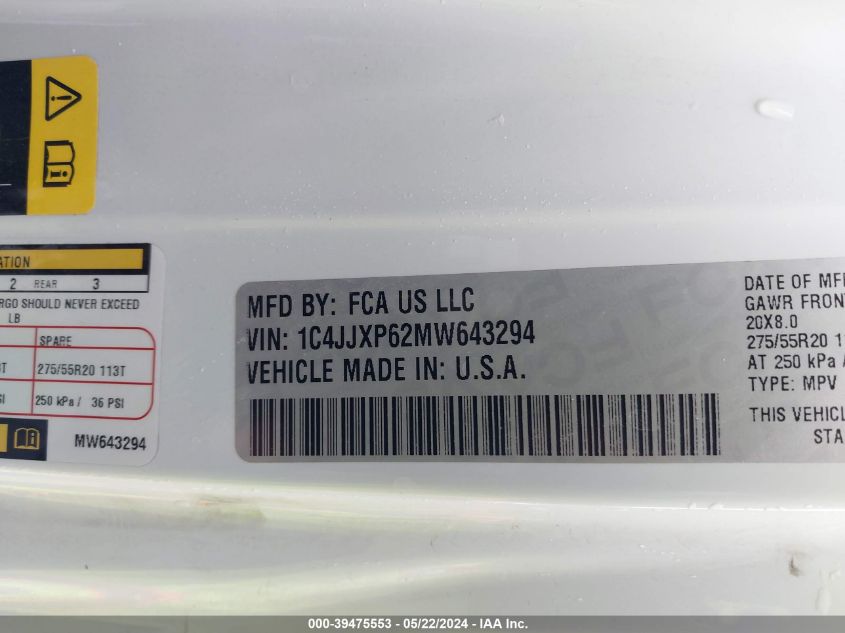 ATION
2 REAR 3
RGO SHOULD NEVER EXCEED
LB
SPARE
T 275/55R20 113T
SI 250 kPa / 36 PSI
MW643294
MFD BY: FCA US LLC
VIN: 1C4JJXP62MW643294
VEHICLE MADE IN: U.S.A.
DATE OF MF
GAWR FRON
20X8.0
275/55R20 11
AT 250 kPa /
TYPE: MPV
THIS VEHICL
STA
000-39475553 - 05/22/2024 - IAA Inc.